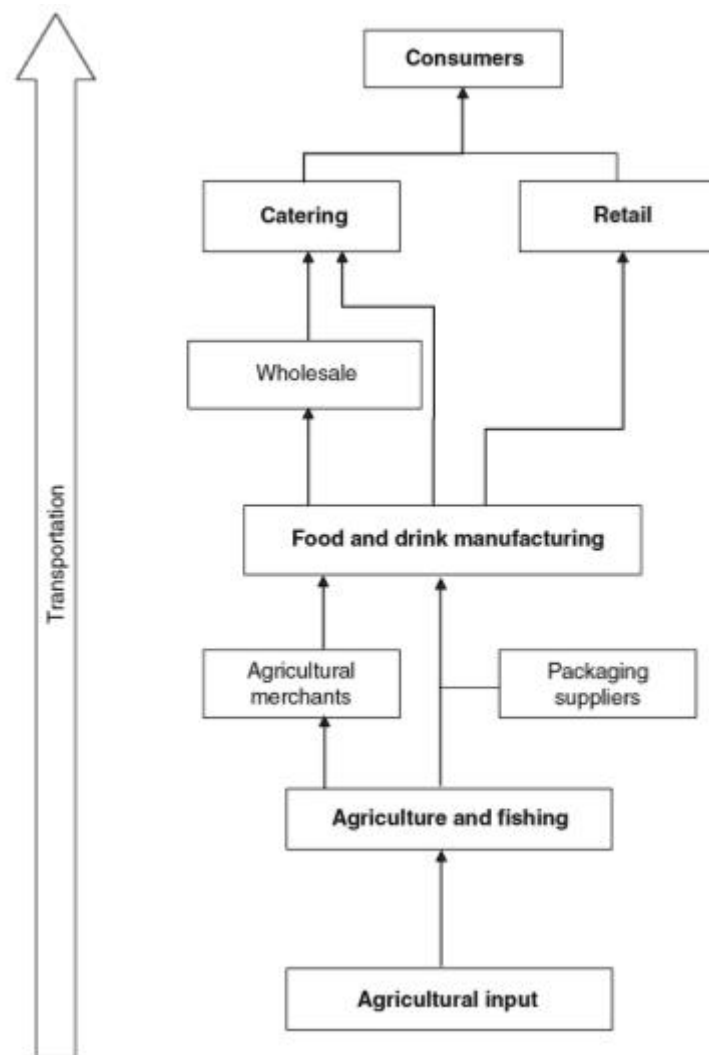 Consumers
Catering
Retail
Wholesale
Food and drink manufacturing
Transportation
Agricultural
merchants
Packaging
suppliers
Agriculture and fishing
Agricultural input